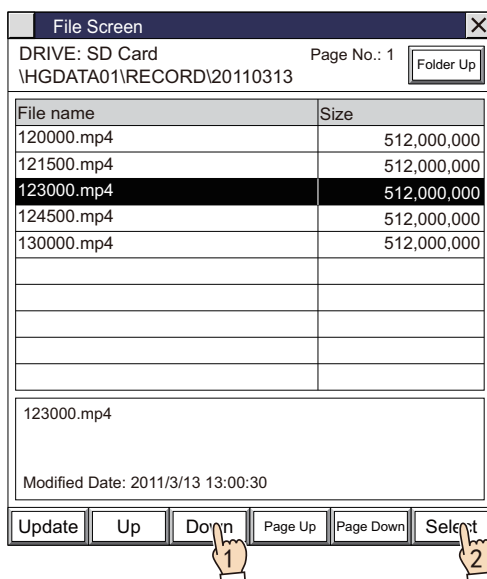 File Screen
DRIVE: SD Card Page No.: 1
\HGDATA01\RECORD\20110313 Folder Up
File name Size
120000.mp4 512,000,000
121500.mp4 512,000,000
123000.mp4 512,000,000
124500.mp4 512,000,000
130000.mp4 512,000,000
123000.mp4
Modified Date: 2011/3/13 13:00:30
Update Up Down Page Up Page Down Select
1 2